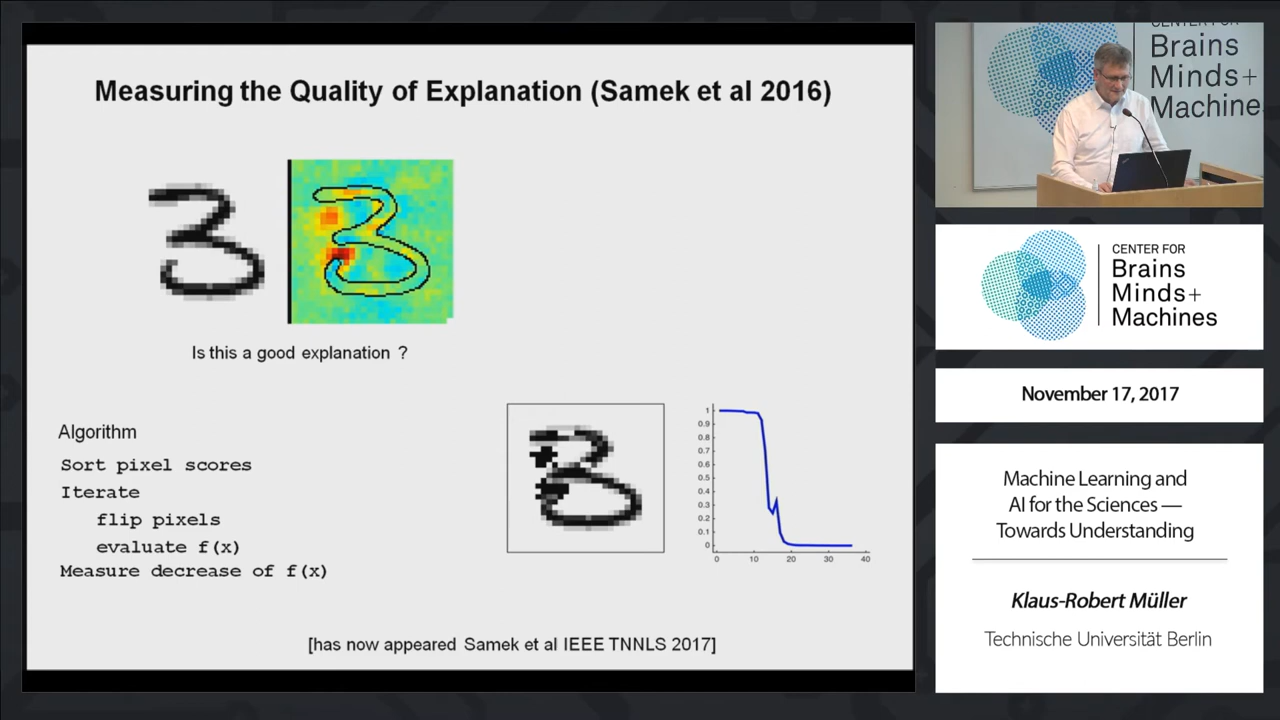 Measuring the Quality of Explanation (Samek et al 2016)
Is this a good explanation ?
Algorithm
Sort pixel scores
Iterate
flip pixels
evaluate f(x)
Measure decrease of f(x)
1
0.9
0.8
0.7
0.6
0.5
0.4
0.3
0.2
0.1
0
0 10 20 30 40
[has now appeared Samek et al IEEE TNNLS 2017]
CENTER FOR
Brains
Minds+
Machine
CENTER FOR
Brains
Minds+
Machines
November 17, 2017
Machine Learning and
AI for the Sciences —
Towards Understanding
Klaus-Robert Müller
Technische Universität Berlin